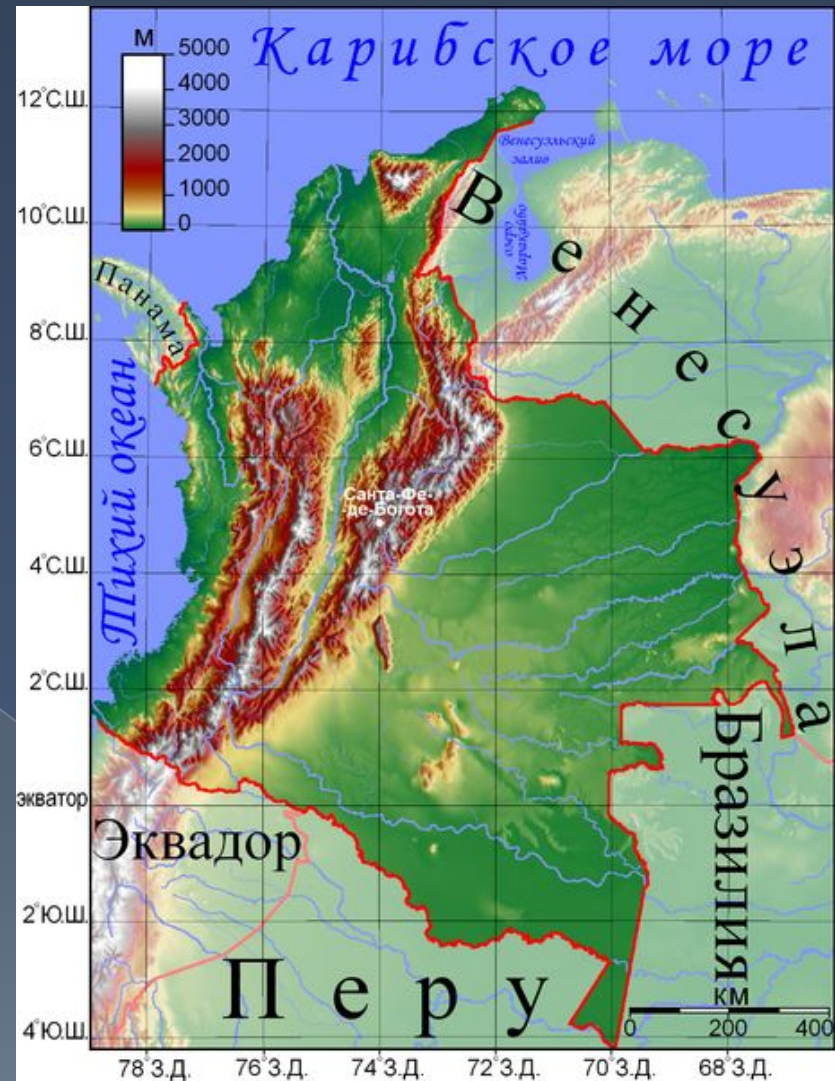 М
5000
4000
3000
2000
1000
0
Карибское море
12°С.Ш.
10°С.Ш.
8°С.Ш.
6°С.Ш.
4°С.Ш.
2°С.Ш.
экватор
2°Ю.Ш.
4°Ю.Ш.
Венесуэльский
залив
озеро
Маракайбо
Венесуэла
Панама
Тихий океан
Санта-Фе-
-де-Богота
Эквадор
Перу
Бразилия
КМ
0 200 400
78°З.Д. 76°З.Д. 74°З.Д. 72°З.Д. 70°З.Д. 68°З.Д.